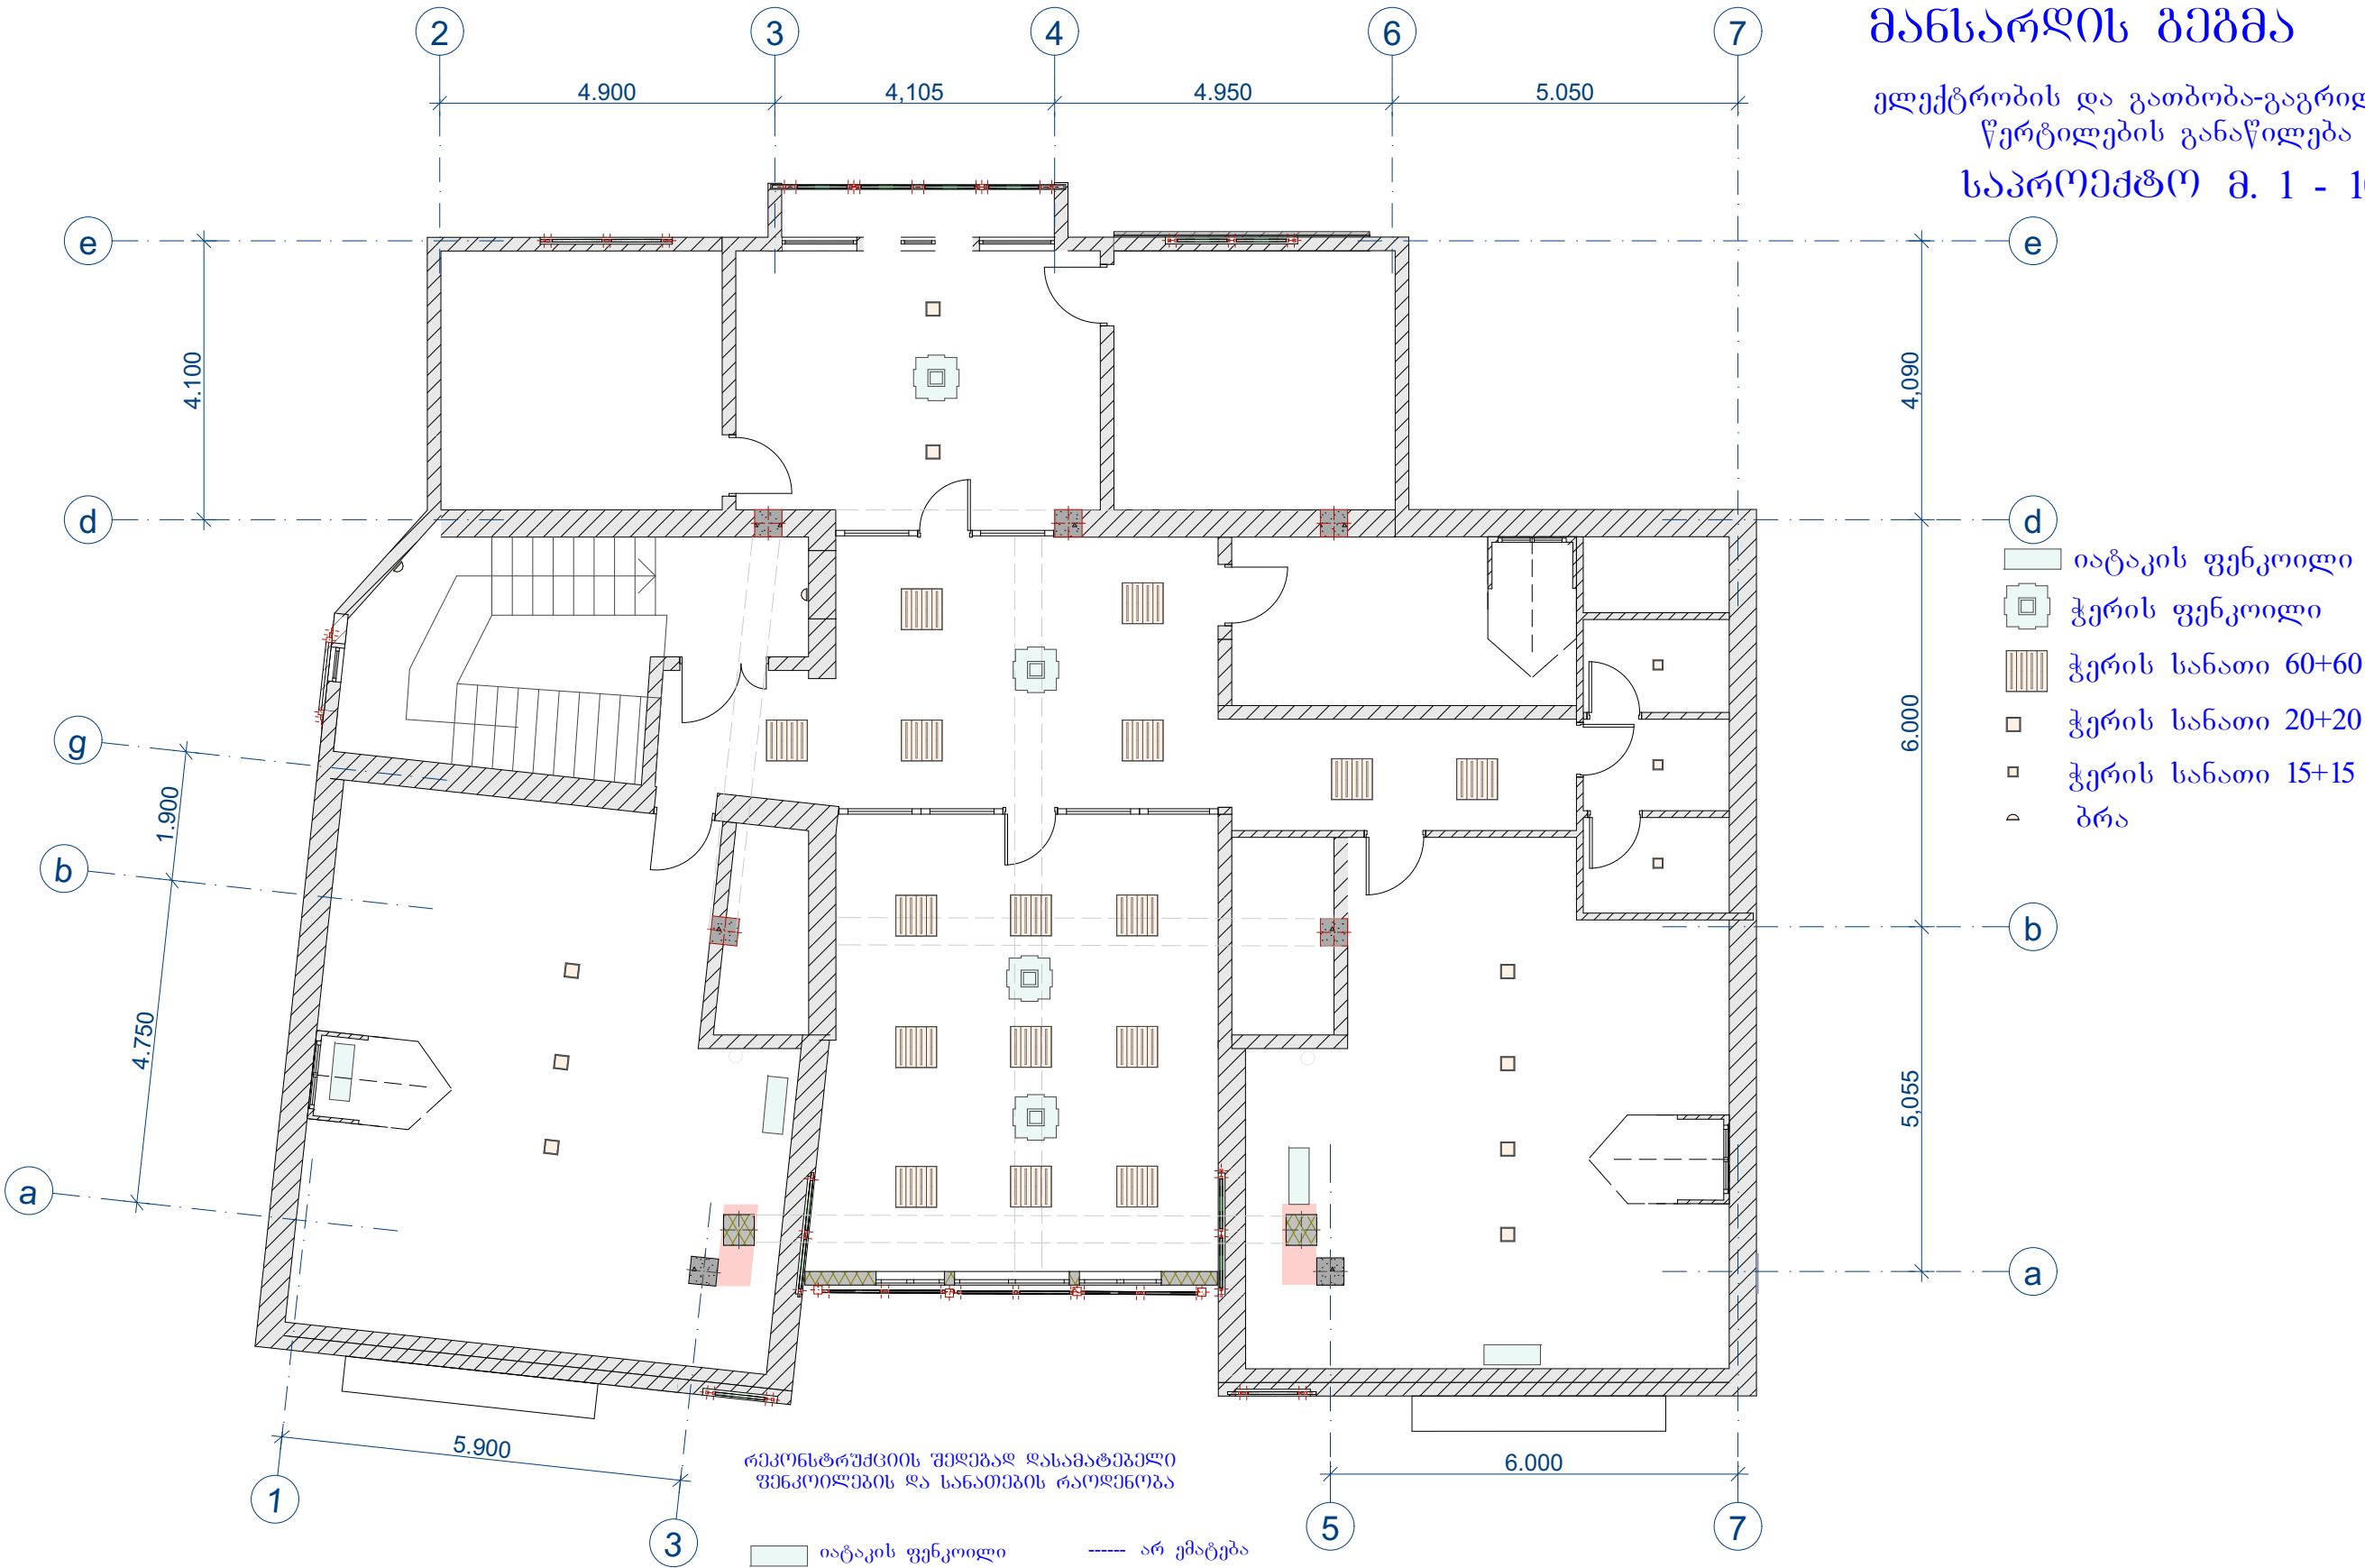 2
3
4
6
7
მანსარდის გეგმა
4.900
4,105
4.950
5.050
ელექტრობის და
წერტილების განაწილება
საპროექტო მ. 1 -
e
e
4.100
4,090
d
d
იატაკის ფენკოილი
ჭერის ფენკოილი
ჭერის სანათი 60+60
ჭერის სანათი 20+20
ჭერის სანათი 15+15
ბრა
g
6.000
1.900
b
b
4.750
5,055
a
a
5.900
6.000
რეკონსტრუქციის შედეგად დასამატებელი
ფენკოილების და სანათების რაოდენობა
1
3
5
7
იატაკის ფენკოილი ------ არ ემატება